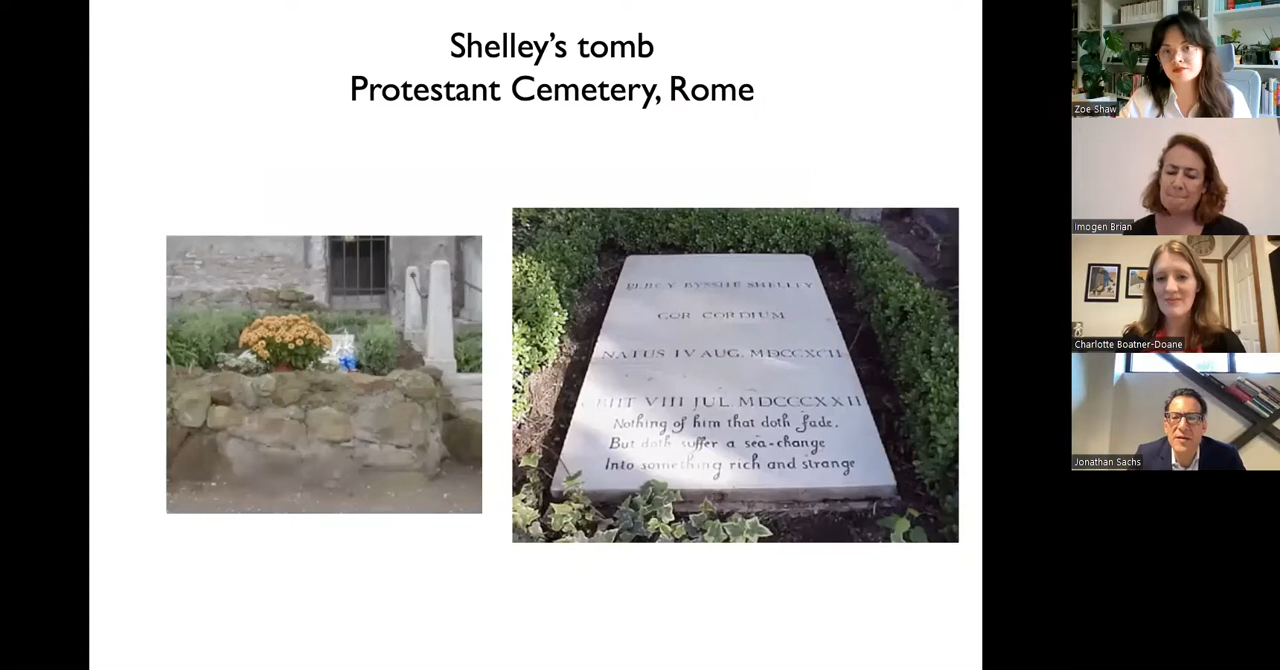 Shelley's tomb
Protestant Cemetery, Rome
PERCY BYSSHE SHELLEY
COR CORDIUM
NATUS IV AUG. MDCCXCII
OBIIT VIII JUL. MDCCCXXII
Nothing of him that doth fade.
But doth suffer a sea-change
Into something rich and strange
Zoe Shaw
Imogen Brian
Charlotte Boatner-Doane
Jonathan Sachs